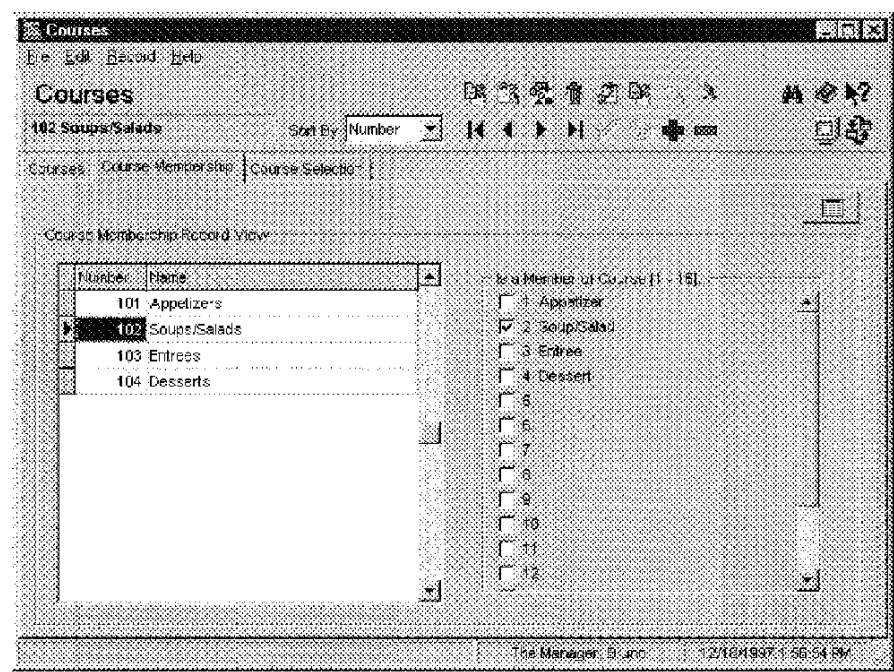 Courses
File Edit Record Help
Courses
102 Soups/Salads Sort By Number
Courses Course Membership Course Selection
Course Membership Record View
Number Name
101 Appetizers
102 Soups/Salads
103 Entrees
104 Desserts
Is a Member of Course [1 - 16]
1 Appetizer
2 Soup/Salad
3 Entree
4 Dessert
5
6
7
8
9
10
11
12
The Manager, Bruno 12/18/1997 1:56:54 PM